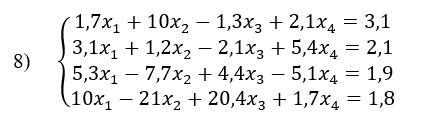 1,7x₁ + 10x₂ − 1,3x₃ + 2,1x₄ = 3,1
3,1x₁ + 1,2x₂ − 2,1x₃ + 5,4x₄ = 2,1
8)
5,3x₁ − 7,7x₂ + 4,4x₃ − 5,1x₄ = 1,9
10x₁ − 21x₂ + 20,4x₃ + 1,7x₄ = 1,8